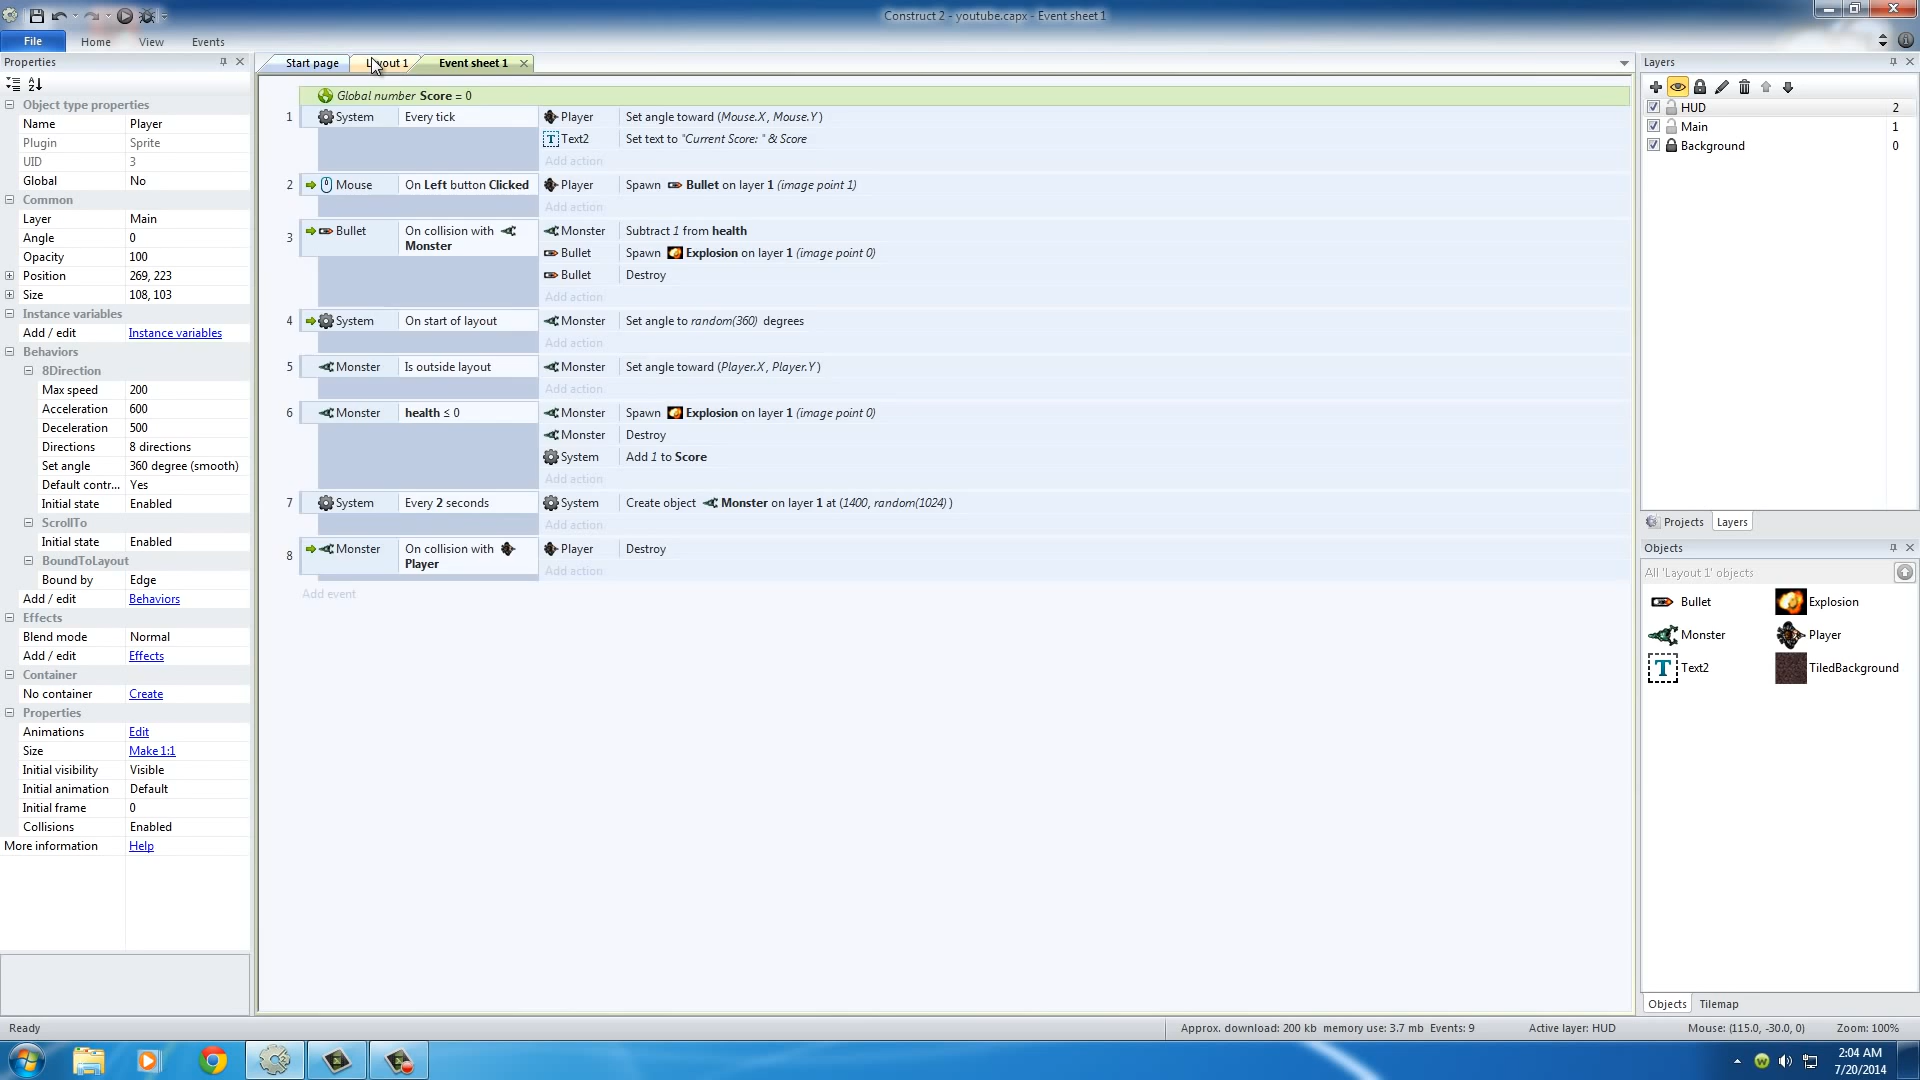 Construct 2 - youtube.capx - Event sheet 1
File Home View Events
Properties
Object type properties
Name Player
Plugin Sprite
UID 3
Global No
Common
Layer Main
Angle 0
Opacity 100
Position 269, 223
Size 108, 103
Instance variables
Add / edit Instance variables
Behaviors
8Direction
Max speed 200
Acceleration 600
Deceleration 500
Directions 8 directions
Set angle 360 degree (smooth)
Default contr... Yes
Initial state Enabled
ScrollTo
Initial state Enabled
BoundToLayout
Bound by Edge
Add / edit Behaviors
Effects
Blend mode Normal
Add / edit Effects
Container
No container Create
Properties
Animations Edit
Size Make 1:1
Initial visibility Visible
Initial animation Default
Initial frame 0
Collisions Enabled
More information Help
Start page Layout 1 Event sheet 1
Global number Score = 0
1 System Every tick Player Set angle toward (Mouse.X, Mouse.Y)
T Text2 Set text to "Current Score: " & Score
Add action
2 Mouse On Left button Clicked Player Spawn Bullet on layer 1 (image point 1)
Add action
3 Bullet On collision with Monster Monster Subtract 1 from health
Bullet Spawn Explosion on layer 1 (image point 0)
Bullet Destroy
Add action
4 System On start of layout Monster Set angle to random(360) degrees
Add action
5 Monster Is outside layout Monster Set angle toward (Player.X, Player.Y)
Add action
6 Monster health ≤ 0 Monster Spawn Explosion on layer 1 (image point 0)
Monster Destroy
System Add 1 to Score
Add action
7 System Every 2 seconds System Create object Monster on layer 1 at (1400, random(1024))
Add action
8 Monster On collision with Player Player Destroy
Add action
Add event
Layers
HUD 2
Main 1
Background 0
Projects Layers
Objects
All 'Layout 1' objects
Bullet Explosion
Monster Player
T Text2 TiledBackground
Objects Tilemap
Ready Approx. download: 200 kb memory use: 3.7 mb Events: 9 Active layer: HUD Mouse: (115.0, -30.0, 0) Zoom: 100%
2:04 AM
7/20/2014